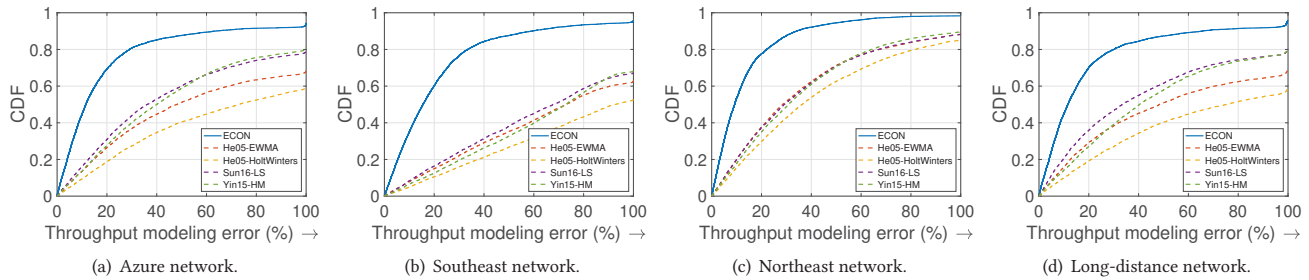 CDF
1
0.8
0.6
0.4
0.2
0
ECON
He05-EWMA
He05-HoltWinters
Sun16-LS
Yin15-HM
0 20 40 60 80 100
Throughput modeling error (%) →
(a) Azure network.
CDF
1
0.8
0.6
0.4
0.2
0
ECON
He05-EWMA
He05-HoltWinters
Sun16-LS
Yin15-HM
0 20 40 60 80 100
Throughput modeling error (%) →
(b) Southeast network.
CDF
1
0.8
0.6
0.4
0.2
0
ECON
He05-EWMA
He05-HoltWinters
Sun16-LS
Yin15-HM
0 20 40 60 80 100
Throughput modeling error (%) →
(c) Northeast network.
CDF
1
0.8
0.6
0.4
0.2
0
ECON
He05-EWMA
He05-HoltWinters
Sun16-LS
Yin15-HM
0 20 40 60 80 100
Throughput modeling error (%) →
(d) Long-distance network.